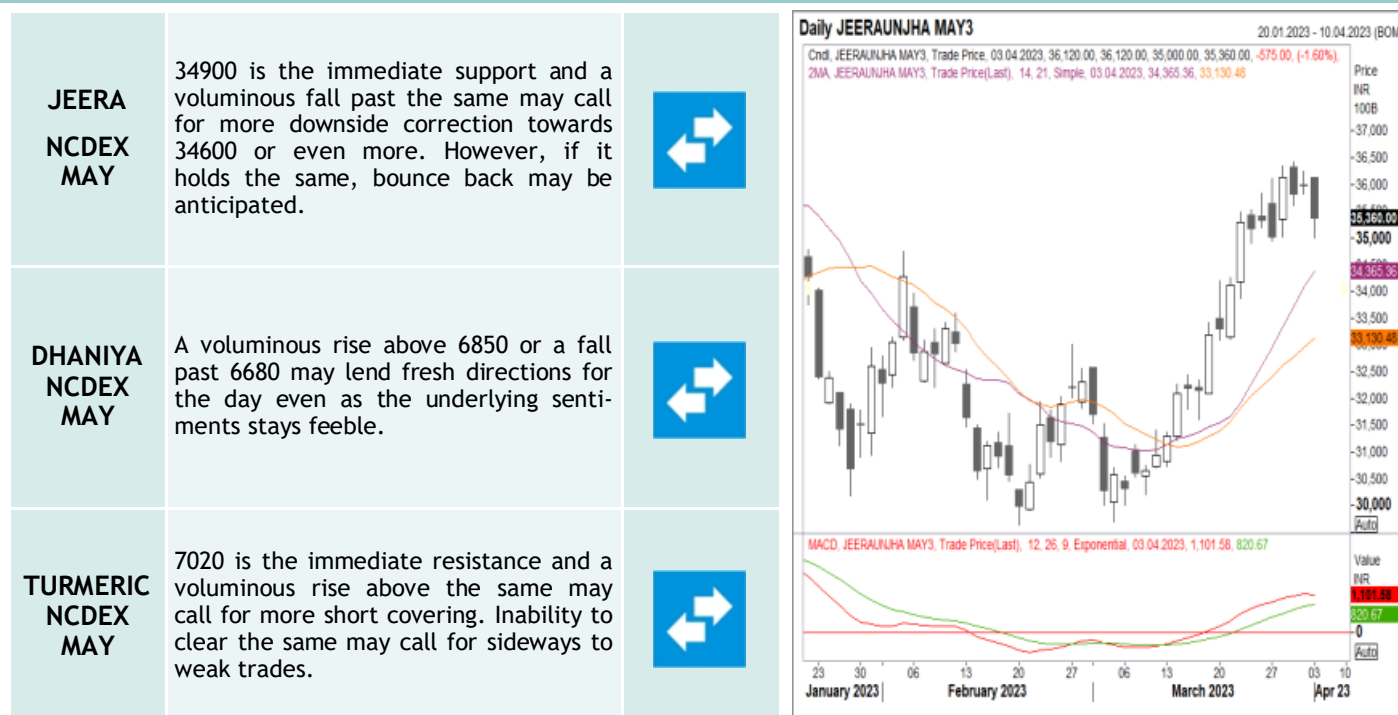 JEERA
NCDEX
MAY
34900 is the immediate support and a
voluminous fall past the same may call
for more downside correction towards
34600 or even more. However, if it
holds the same, bounce back may be
anticipated.
DHANIYA
NCDEX
MAY
A voluminous rise above 6850 or a fall
past 6680 may lend fresh directions for
the day even as the underlying senti-
ments stays feeble.
TURMERIC
NCDEX
MAY
7020 is the immediate resistance and a
voluminous rise above the same may
call for more short covering. Inability to
clear the same may call for sideways to
weak trades.
Daily JEERAUNJHA MAY3
20.01.2023 - 10.04.2023 (BOM
Cndl, JEERAUNJHA MAY3, Trade Price, 03.04.2023, 36,120.00, 36,120.00, 35,000.00, 35,360.00, -575.00, (-1.60%),
2MA, JEERAUNJHA MAY3, Trade Price(Last), 14, 21, Simple, 03.04.2023, 34,365.36, 33,130.48
Price
INR
100B
-37,000
-36,500
-36,000
35,360.00
-35,000
34,365.36
-34,000
-33,500
33,130.48
-32,500
-32,000
-31,500
-31,000
-30,500
-30,000
Auto
MACD, JEERAUNJHA MAY3, Trade Price(Last), 12, 26, 9, Exponential, 03.04.2023, 1,101.58, 820.67
Value
INR
1,101.58
820.67
-0
Auto
23 30 06 13 20 27 06 13 20 27 03 10
January 2023 February 2023 March 2023 Apr 23